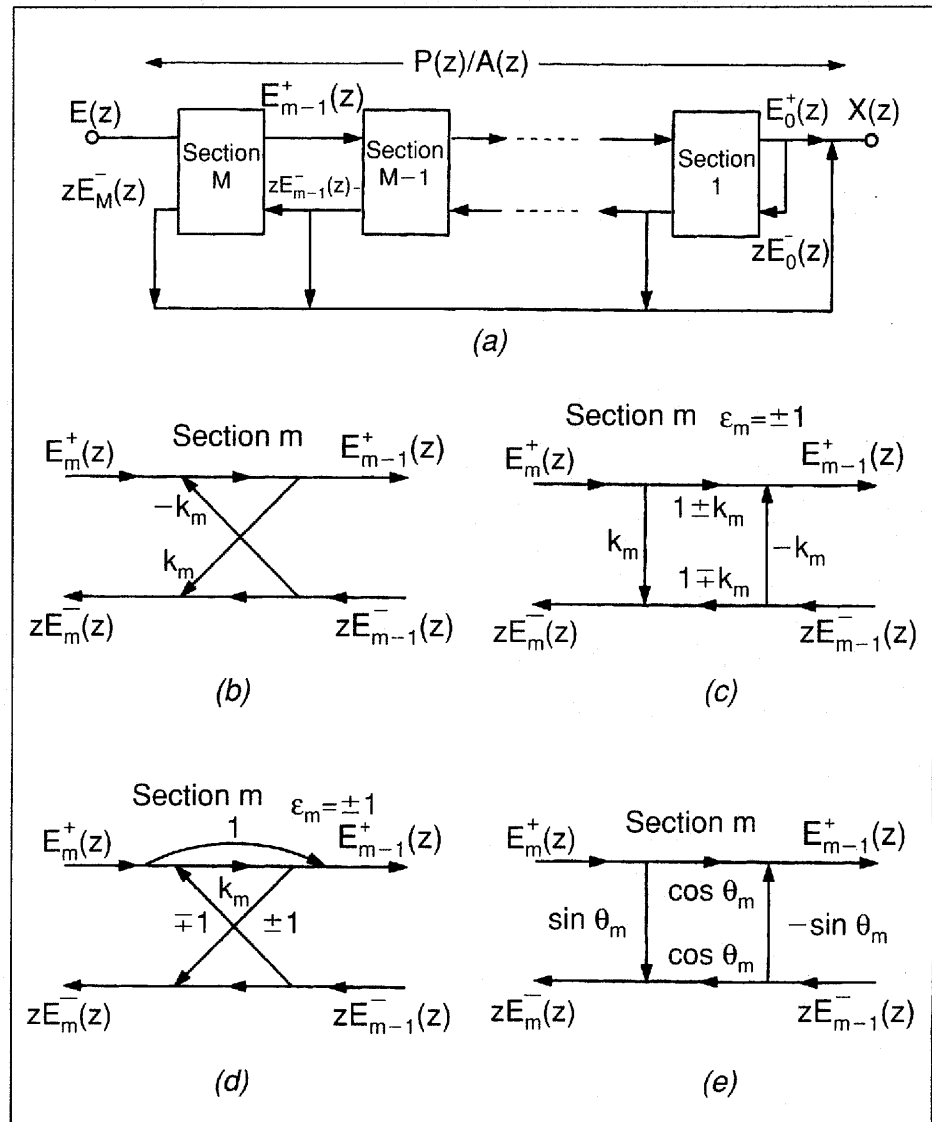 P(z)/A(z)
E(z)
E⁺ₘ₋₁(z)
E⁺₀(z)
X(z)
Section M
Section M−1
Section 1
zE⁻_M(z)
zE⁻ₘ₋₁(z)
zE⁻₀(z)
(a)
Section m
E⁺ₘ(z)
E⁺ₘ₋₁(z)
−kₘ
kₘ
zE⁻ₘ(z)
zE⁻ₘ₋₁(z)
(b)
Section m εₘ=±1
E⁺ₘ(z)
E⁺ₘ₋₁(z)
1±kₘ
kₘ
−kₘ
1∓kₘ
zE⁻ₘ(z)
zE⁻ₘ₋₁(z)
(c)
Section m εₘ=±1
1
E⁺ₘ(z)
E⁺ₘ₋₁(z)
kₘ
∓1
±1
zE⁻ₘ(z)
zE⁻ₘ₋₁(z)
(d)
Section m
E⁺ₘ(z)
E⁺ₘ₋₁(z)
cos θₘ
sin θₘ
−sin θₘ
cos θₘ
zE⁻ₘ(z)
zE⁻ₘ₋₁(z)
(e)